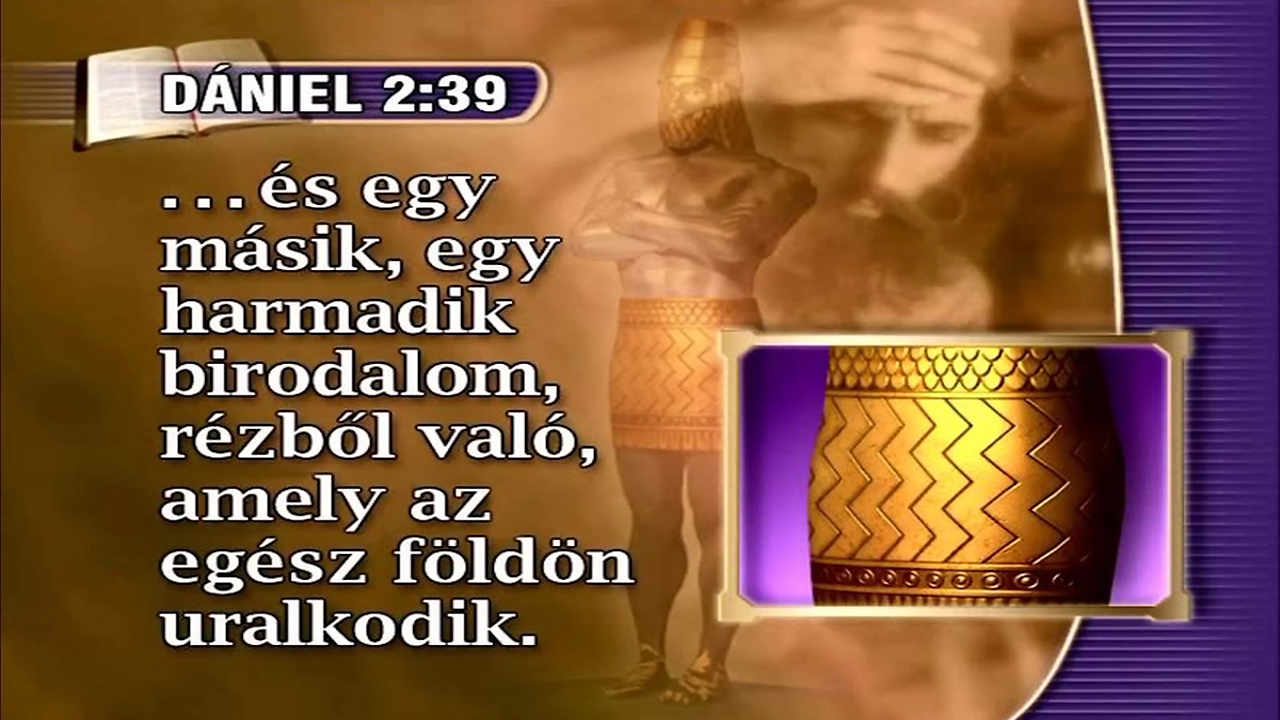 DÁNIEL 2:39
...és egy
másik, egy
harmadik
birodalom,
rézből való,
amely az
egész földön
uralkodik.